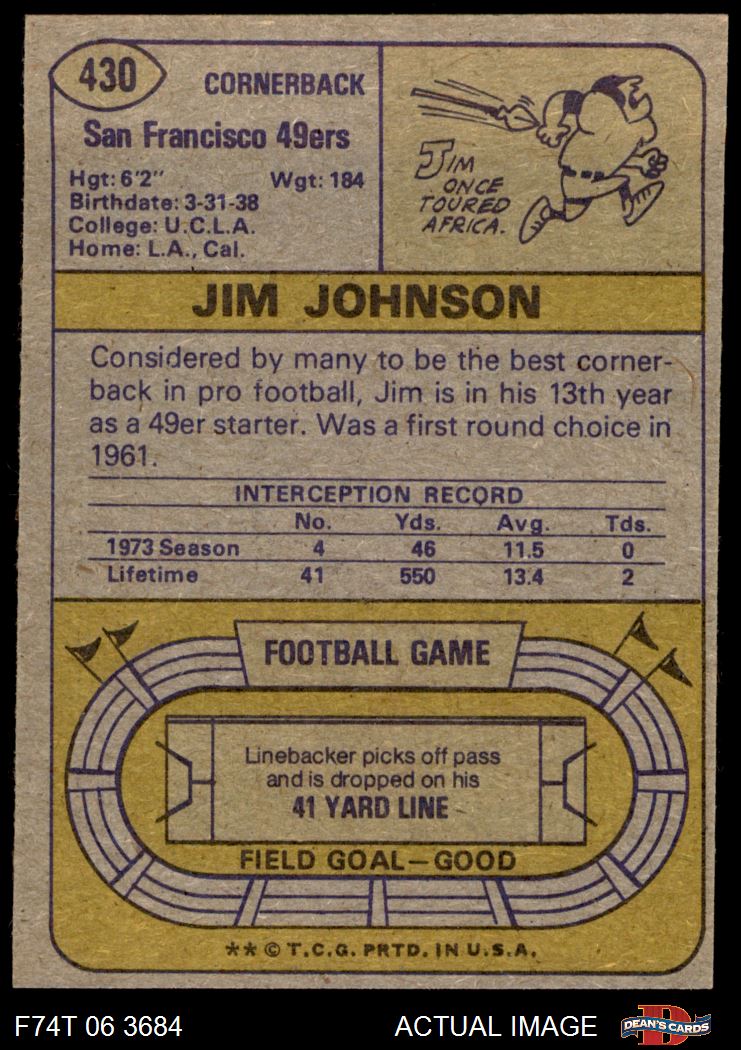 430
CORNERBACK
San Francisco 49ers
Hgt: 6'2" Wgt: 184
Birthdate: 3-31-38
College: U.C.L.A.
Home: L.A., Cal.
JIM
ONCE
TOURED
AFRICA.
JIM JOHNSON
Considered by many to be the best corner-
back in pro football, Jim is in his 13th year
as a 49er starter. Was a first round choice in
1961.
INTERCEPTION RECORD
No. Yds. Avg. Tds.
1973 Season 4 46 11.5 0
Lifetime 41 550 13.4 2
FOOTBALL GAME
Linebacker picks off pass
and is dropped on his
41 YARD LINE
FIELD GOAL—GOOD
** © T.C.G. PRTD. IN U.S.A.
F74T 06 3684 ACTUAL IMAGE
D
DEAN'S CARDS